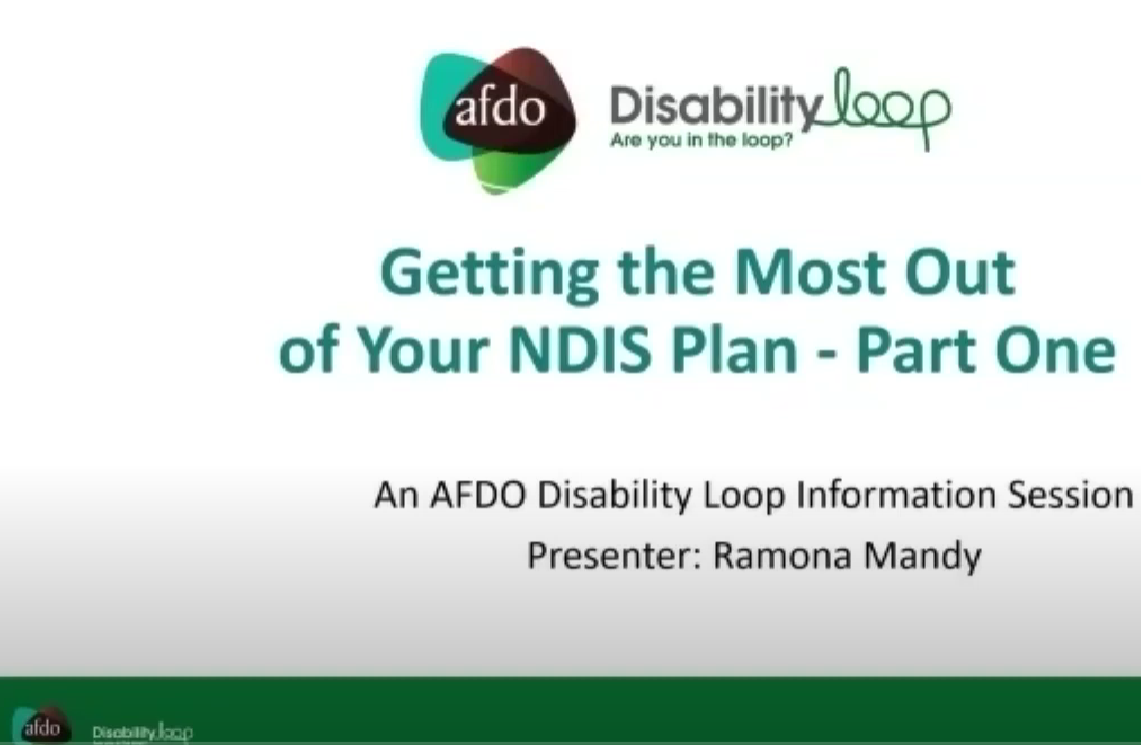 afdo
Disability loop
Are you in the loop?
Getting the Most Out
of Your NDIS Plan - Part One
An AFDO Disability Loop Information Session
Presenter: Ramona Mandy
afdo
Disability loop